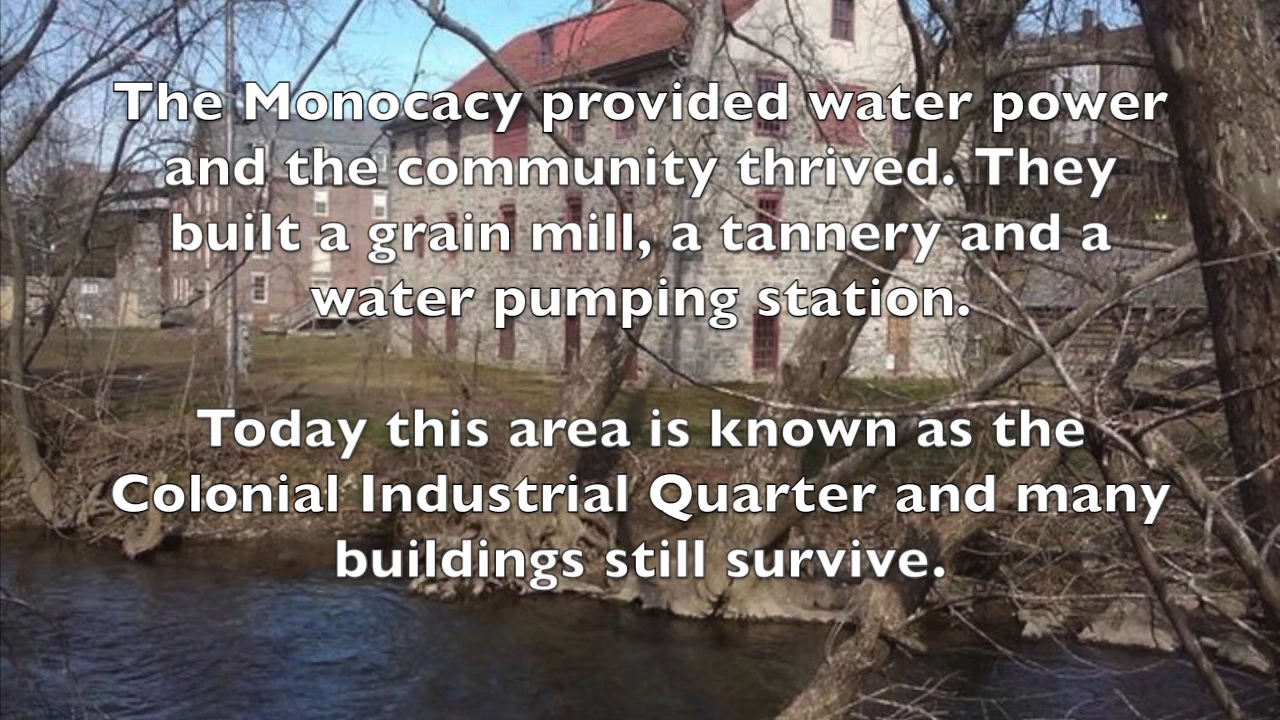 The Monocacy provided water power
and the community thrived. They
built a grain mill, a tannery and a
water pumping station.
Today this area is known as the
Colonial Industrial Quarter and many
buildings still survive.